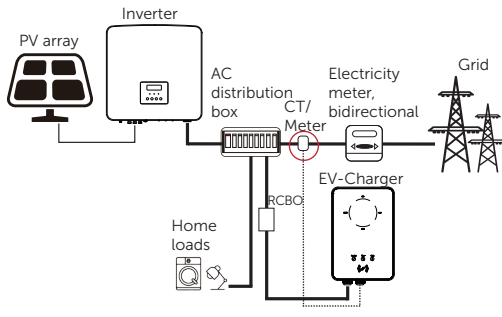 Inverter
PV array
Grid
AC
distribution
box
CT/
Meter
Electricity
meter,
bidirectional
EV-Charger
RCBO
Home
loads